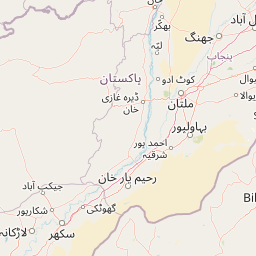 بھکر
جھنگ
لیّہ
پنجاب
پاکستان
کوٹ ادو
ڈیرہ غازی
خان
ملتان
بہاولپور
احمد پور
شرقیہ
رحیم یار خان
جیکب آباد
گھوٹکی
شکارپور
لاڑکانہ
سکھر